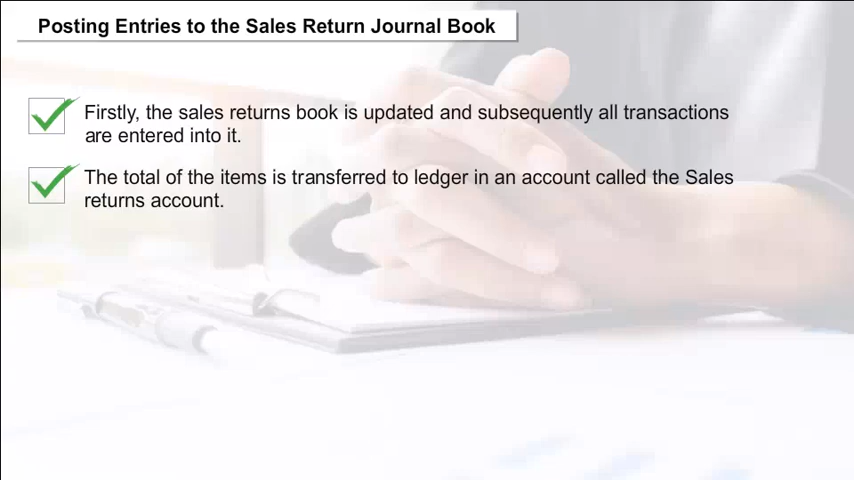 Posting Entries to the Sales Return Journal Book
Firstly, the sales returns book is updated and subsequently all transactions
are entered into it.
The total of the items is transferred to ledger in an account called the Sales
returns account.